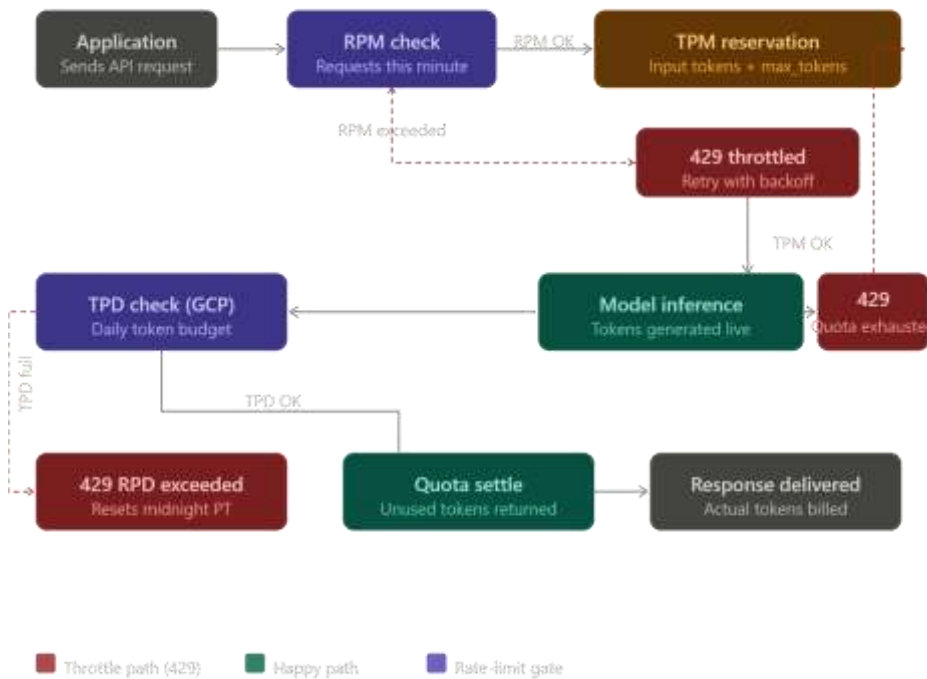 Application
Sends API request
RPM check
Requests this minute
RPM OK
TPM reservation
Input tokens + max_tokens
RPM exceeded
429 throttled
Retry with backoff
TPM OK
TPD check (GCP)
Daily token budget
Model inference
Tokens generated live
429
Quota exhausted
TPD full
TPD OK
429 RPD exceeded
Resets midnight PT
Quota settle
Unused tokens returned
Response delivered
Actual tokens billed
Throttle path (429)
Happy path
Rate-limit gate